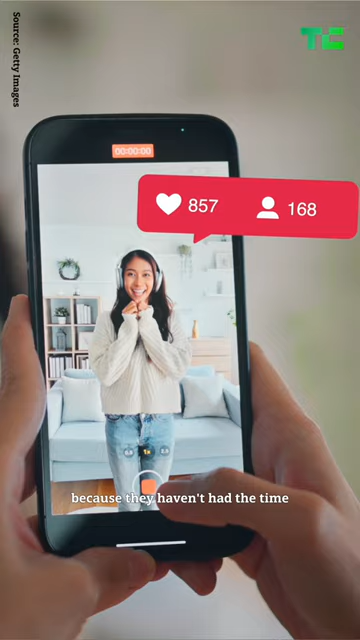 Source: Getty Images
TC
00:00:00
857
168
because they haven't had the time